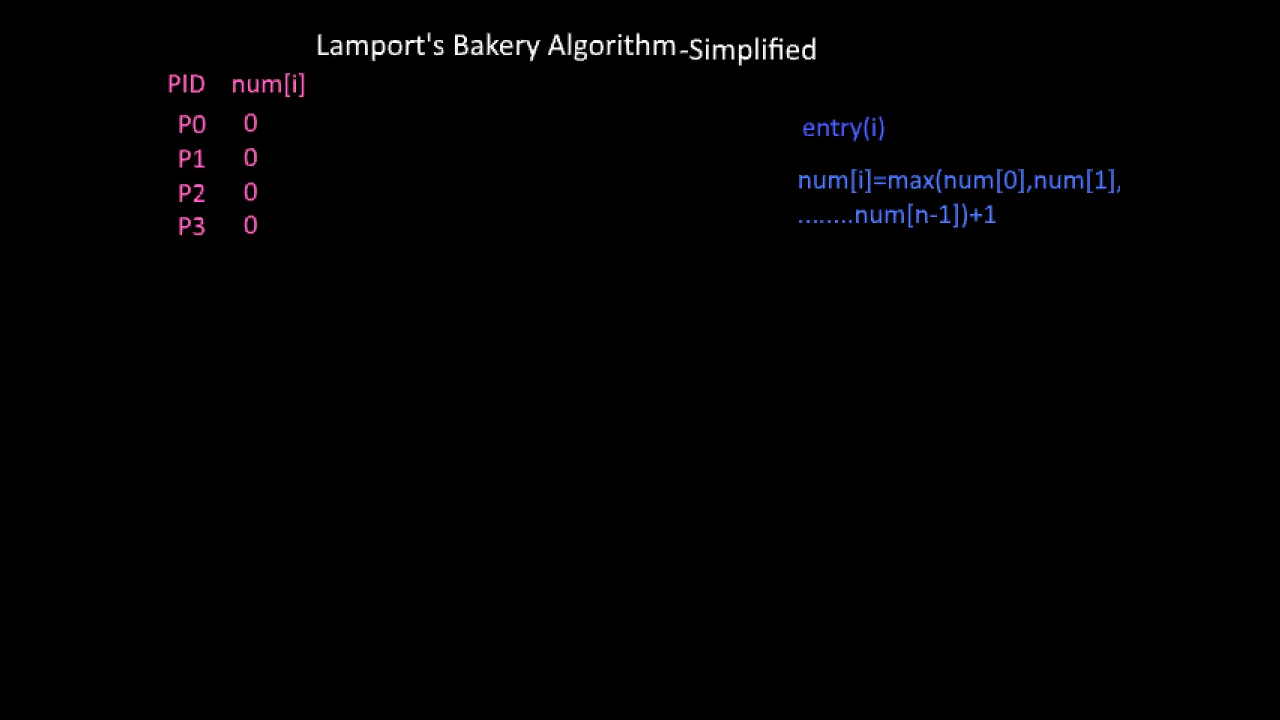 Lamport's Bakery Algorithm-Simplified
PID num[i]
P0 0
P1 0
P2 0
P3 0
entry(i)
num[i]=max(num[0],num[1],
........num[n-1])+1